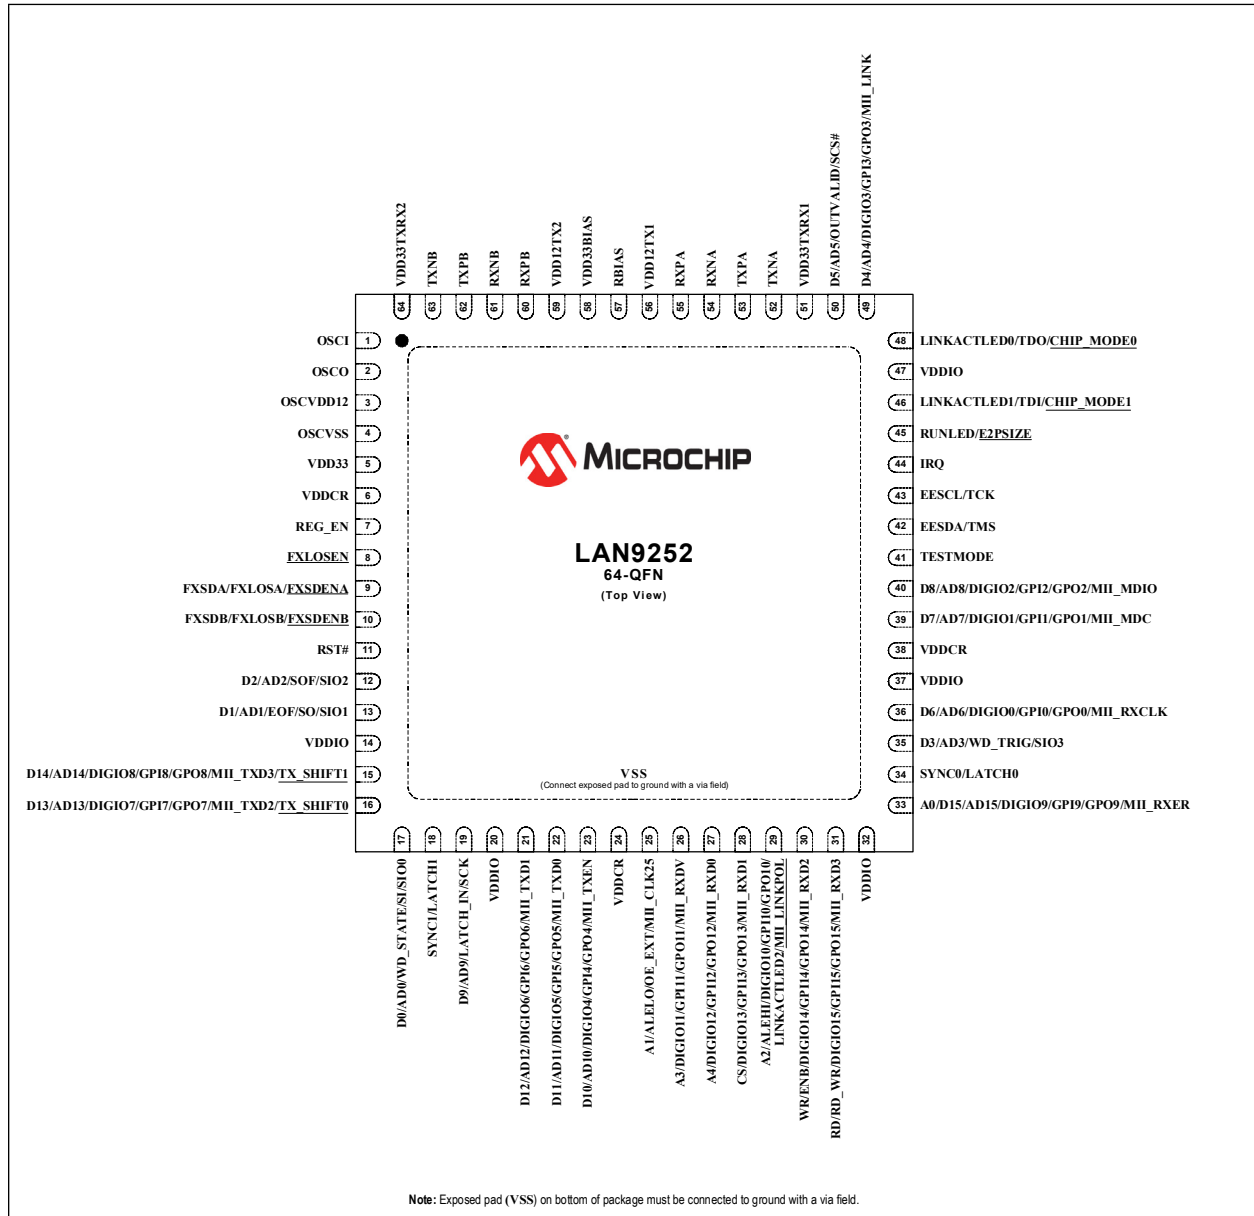 VDD33TXRX2
TXNB
TXPB
RXNB
RXPB
VDD12TX2
VDD33BIAS
RBIAS
VDD12TX1
RXPA
RXNA
TXPA
TXNA
VDD33TXRX1
D5/AD5/OUTVALID/SCS#
D4/AD4/DIGIO3/GPI3/GPO3/MII_LINK
64
63
62
61
60
59
58
57
56
55
54
53
52
51
50
49
OSCI 1
OSCO 2
OSCVDD12 3
OSCVSS 4
VDD33 5
VDDCR 6
REG_EN 7
FXLOSEN 8
FXSDA/FXLOSA/FXSDENA 9
FXSDB/FXLOSB/FXSDENB 10
RST# 11
D2/AD2/SOF/SIO2 12
D1/AD1/EOF/SO/SIO1 13
VDDIO 14
D14/AD14/DIGIO8/GPI8/GPO8/MII_TXD3/TX_SHIFT1 15
D13/AD13/DIGIO7/GPI7/GPO7/MII_TXD2/TX_SHIFT0 16
MICROCHIP
®
LAN9252
64-QFN
(Top View)
VSS
(Connect exposed pad to ground with a via field)
48 LINKACTLED0/TDO/CHIP_MODE0
47 VDDIO
46 LINKACTLED1/TDI/CHIP_MODE1
45 RUNLED/E2PSIZE
44 IRQ
43 EESCL/TCK
42 EESDA/TMS
41 TESTMODE
40 D8/AD8/DIGIO2/GPI2/GPO2/MII_MDIO
39 D7/AD7/DIGIO1/GPI1/GPO1/MII_MDC
38 VDDCR
37 VDDIO
36 D6/AD6/DIGIO0/GPI0/GPO0/MII_RXCLK
35 D3/AD3/WD_TRIG/SIO3
34 SYNC0/LATCH0
33 A0/D15/AD15/DIGIO9/GPI9/GPO9/MII_RXER
17
18
19
20
21
22
23
24
25
26
27
28
29
30
31
32
D0/AD0/WD_STATE/SI/SIO0
SYNC1/LATCH1
D9/AD9/LATCH_IN/SCK
VDDIO
D12/AD12/DIGIO6/GPI6/GPO6/MII_TXD1
D11/AD11/DIGIO5/GPI5/GPO5/MII_TXD0
D10/AD10/DIGIO4/GPI4/GPO4/MII_TXEN
VDDCR
A1/ALELO/OE_EXT/MII_CLK25
A3/DIGIO11/GPI11/GPO11/MII_RXDV
A4/DIGIO12/GPI12/GPO12/MII_RXD0
CS/DIGIO13/GPI13/GPO13/MII_RXD1
A2/ALEHI/DIGIO10/GPI10/GPO10/
LINKACTLED2/MII_LINKPOL
WR/ENB/DIGIO14/GPI14/GPO14/MII_RXD2
RD/RD_WR/DIGIO15/GPI15/GPO15/MII_RXD3
VDDIO
Note: Exposed pad (VSS) on bottom of package must be connected to ground with a via field.